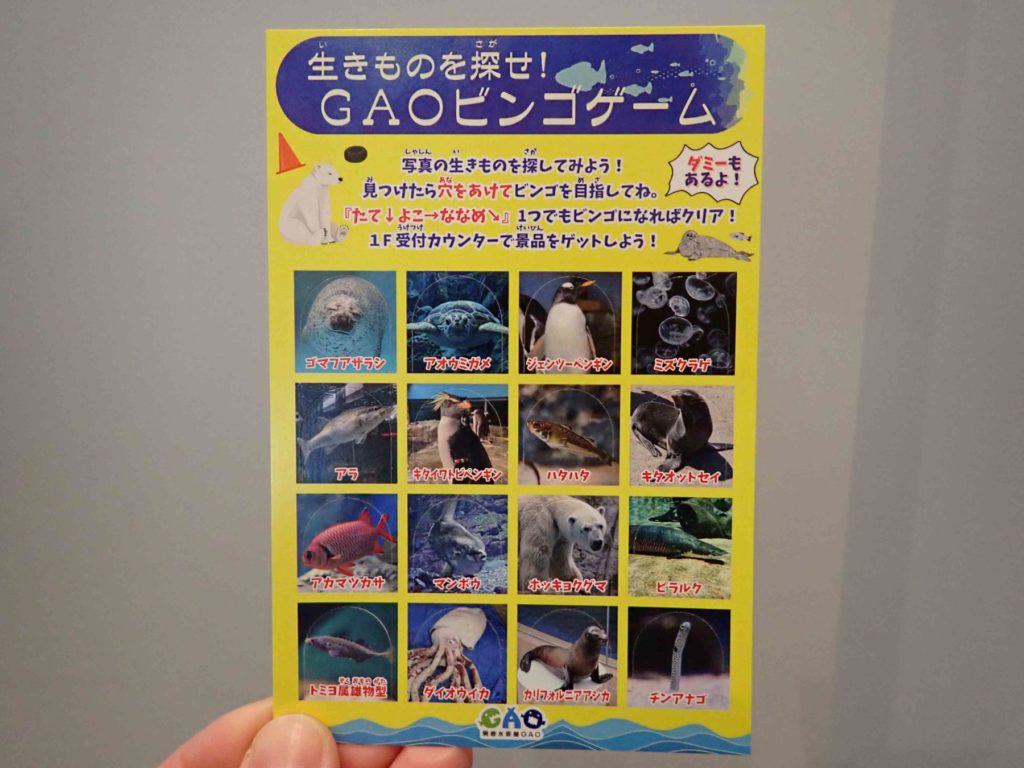 生きものを探せ!
GAOビンゴゲーム
写真の生きものを探してみよう！
見つけたら穴をあけてビンゴを目指してね。
『たて↓よこ→ななめ↘』1つでもビンゴになればクリア！
1F受付カウンターで景品をゲットしよう！
ダミーも
あるよ！
ゴマフアザラシ
アオウミガメ
ジェンツーペンギン
ミズクラゲ
アラ
キタイワトビペンギン
ハタハタ
キタオットセイ
アカマツカサ
マンボウ
ホッキョクグマ
ピラルク
トミヨ属雄物型
ダイオウイカ
カリフォルニアアシカ
チンアナゴ
GAO
男鹿水族館GAO